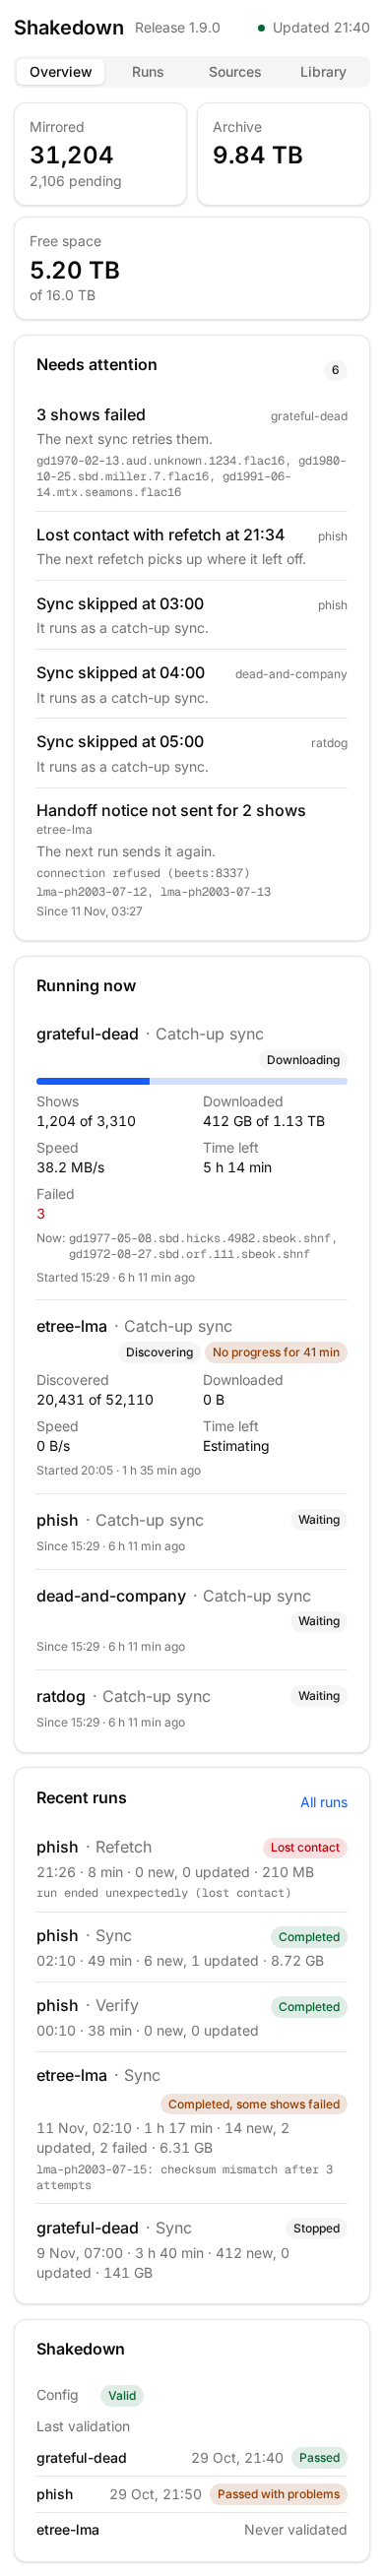 Shakedown Release 1.9.0 Updated 21:40
Overview Runs Sources Library
Mirrored
31,204
2,106 pending
Archive
9.84 TB
Free space
5.20 TB
of 16.0 TB
Needs attention 6
3 shows failed grateful-dead
The next sync retries them.
gd1970-02-13.aud.unknown.1234.flac16, gd1980-
10-25.sbd.miller.7.flac16, gd1991-06-
14.mtx.seamons.flac16
Lost contact with refetch at 21:34 phish
The next refetch picks up where it left off.
Sync skipped at 03:00 phish
It runs as a catch-up sync.
Sync skipped at 04:00 dead-and-company
It runs as a catch-up sync.
Sync skipped at 05:00 ratdog
It runs as a catch-up sync.
Handoff notice not sent for 2 shows
etree-lma
The next run sends it again.
connection refused (beets:8337)
lma-ph2003-07-12, lma-ph2003-07-13
Since 11 Nov, 03:27
Running now
grateful-dead · Catch-up sync
Downloading
Shows Downloaded
1,204 of 3,310 412 GB of 1.13 TB
Speed Time left
38.2 MB/s 5 h 14 min
Failed
3
Now: gd1977-05-08.sbd.hicks.4982.sbeok.shnf,
gd1972-08-27.sbd.orf.111.sbeok.shnf
Started 15:29 · 6 h 11 min ago
etree-lma · Catch-up sync
Discovering No progress for 41 min
Discovered Downloaded
20,431 of 52,110 0 B
Speed Time left
0 B/s Estimating
Started 20:05 · 1 h 35 min ago
phish · Catch-up sync Waiting
Since 15:29 · 6 h 11 min ago
dead-and-company · Catch-up sync
Waiting
Since 15:29 · 6 h 11 min ago
ratdog · Catch-up sync Waiting
Since 15:29 · 6 h 11 min ago
Recent runs All runs
phish · Refetch Lost contact
21:26 · 8 min · 0 new, 0 updated · 210 MB
run ended unexpectedly (lost contact)
phish · Sync Completed
02:10 · 49 min · 6 new, 1 updated · 8.72 GB
phish · Verify Completed
00:10 · 38 min · 0 new, 0 updated
etree-lma · Sync
Completed, some shows failed
11 Nov, 02:10 · 1 h 17 min · 14 new, 2
updated, 2 failed · 6.31 GB
lma-ph2003-07-15: checksum mismatch after 3
attempts
grateful-dead · Sync Stopped
9 Nov, 07:00 · 3 h 40 min · 412 new, 0
updated · 141 GB
Shakedown
Config Valid
Last validation
grateful-dead 29 Oct, 21:40 Passed
phish 29 Oct, 21:50 Passed with problems
etree-lma Never validated